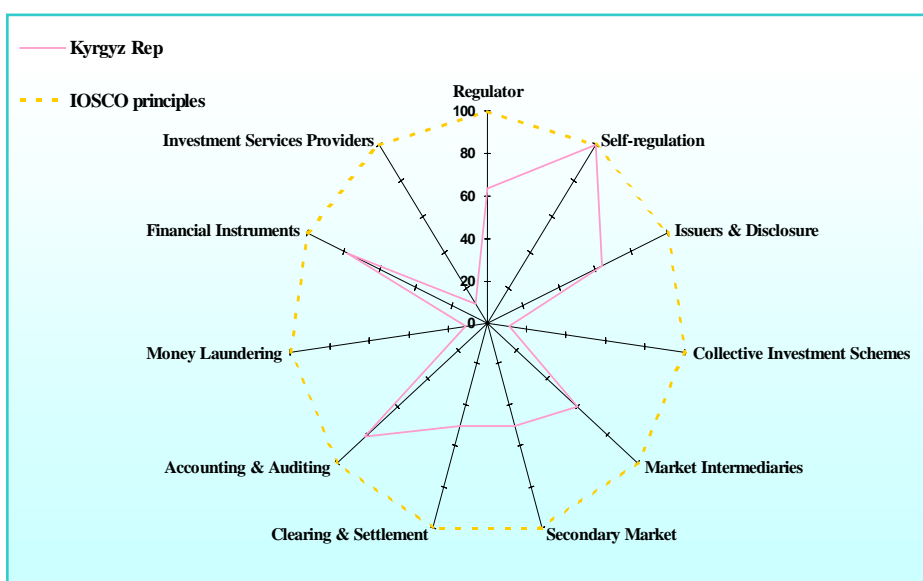 Kyrgyz Rep
IOSCO principles
Regulator
100
80
60
40
20
0
Self-regulation
Issuers & Disclosure
Collective Investment Schemes
Market Intermediaries
Secondary Market
Clearing & Settlement
Accounting & Auditing
Money Laundering
Financial Instruments
Investment Services Providers